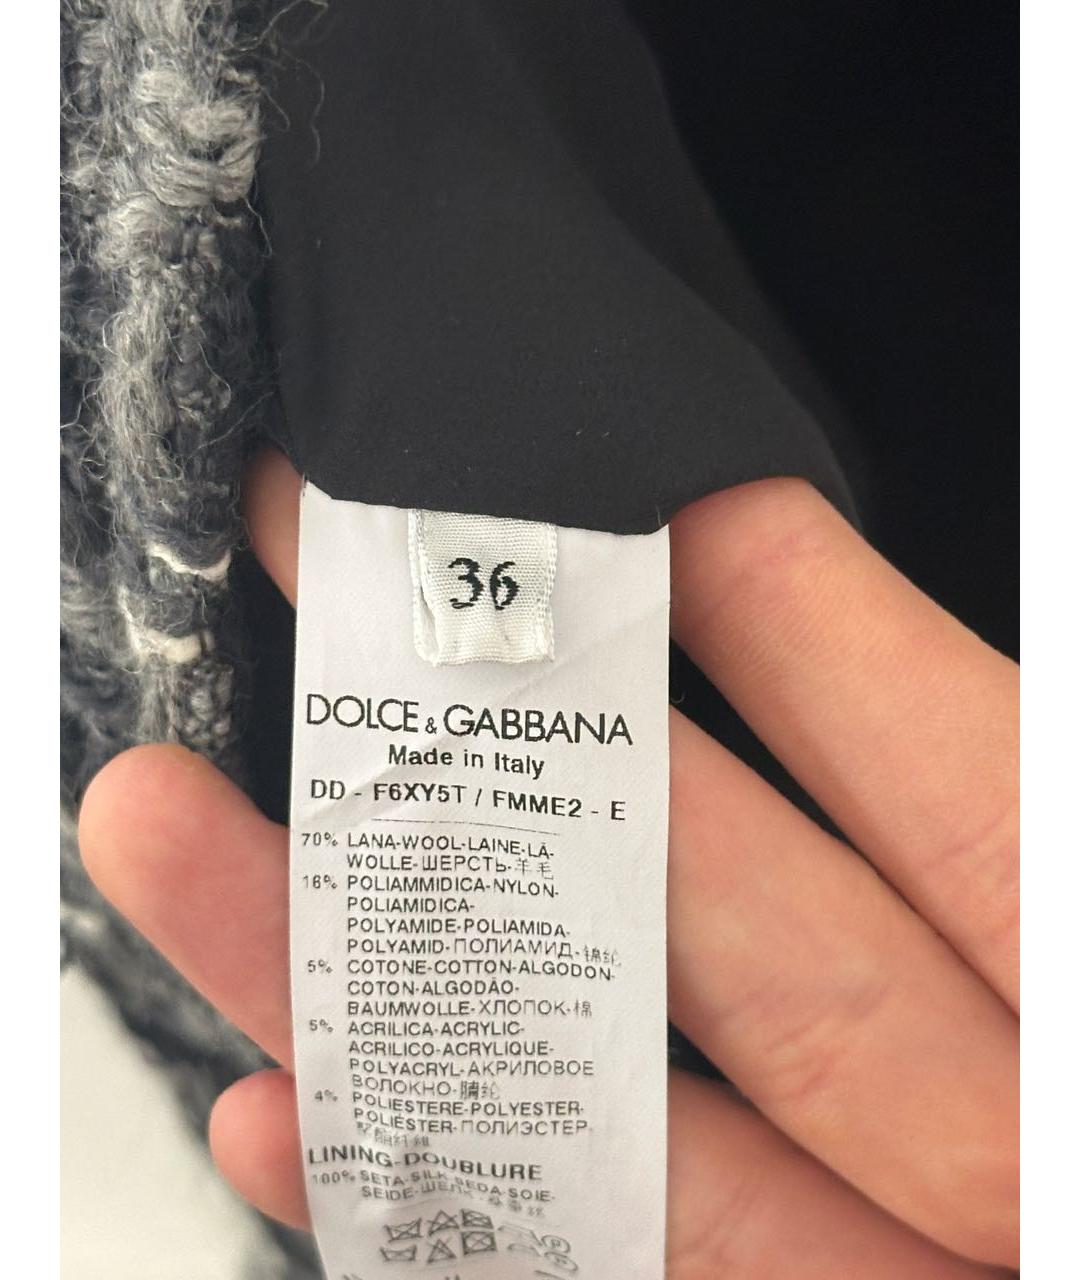 36
DOLCE & GABBANA
Made in Italy
DD - F6XY5T / FMME2 - E
70% LANA-WOOL-LAINE-LÃ-
WOLLE-ШЕРСТЬ-羊毛
16% POLIAMMIDICA-NYLON-
POLIAMIDICA-
POLYAMIDE-POLIAMIDA-
POLYAMID-ПОЛИАМИД-锦纶
5% COTONE-COTTON-ALGODON-
COTON-ALGODÃO-
BAUMWOLLE-ХЛОПОК-棉
5% ACRILICA-ACRYLIC-
ACRILICO-ACRYLIQUE-
POLYACRYL-АКРИЛОВОЕ
ВОЛОКНО-腈纶
4% POLIESTERE-POLYESTER-
POLIÉSTER-ПОЛИЭСТЕР-
LINING-DOUBLURE
100% SETA-SILK-SEDA-SOIE-
SEIDE-ШЕЛК-